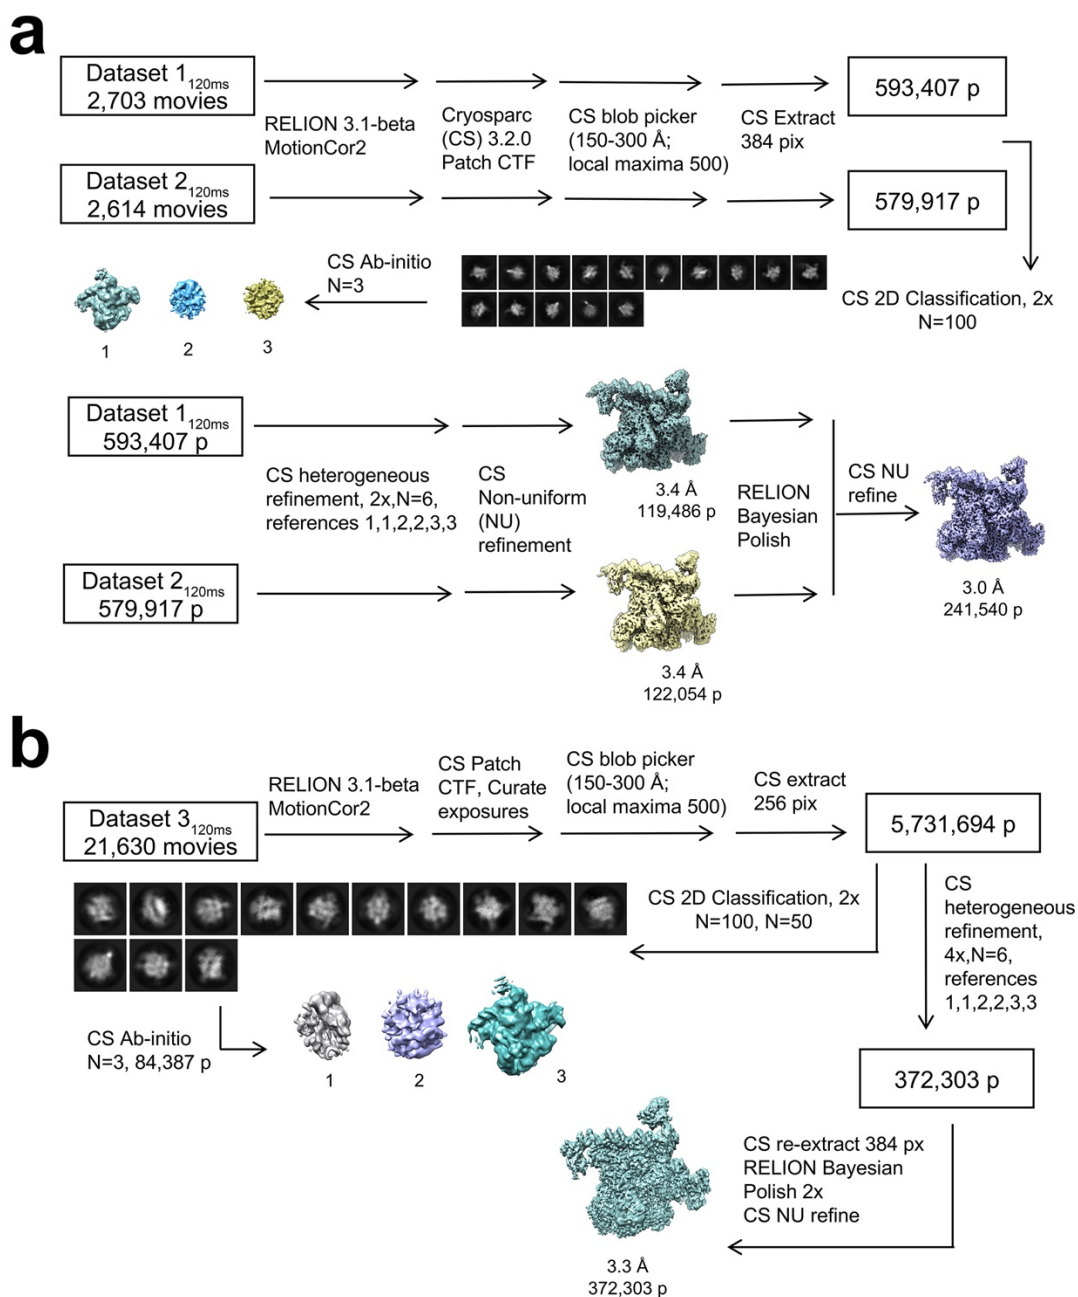 a
Dataset 1120ms
2,703 movies
RELION 3.1-beta
MotionCor2
Cryosparc
(CS) 3.2.0
Patch CTF
CS blob picker
(150-300 Å;
local maxima 500)
CS Extract
384 pix
593,407 p
Dataset 2120ms
2,614 movies
579,917 p
CS 2D Classification, 2x
N=100
CS Ab-initio
N=3
1
2
3
Dataset 1120ms
593,407 p
CS heterogeneous
refinement, 2x,N=6,
references 1,1,2,2,3,3
CS
Non-uniform
(NU)
refinement
3.4 Å
119,486 p
RELION
Bayesian
Polish
CS NU
refine
3.0 Å
241,540 p
Dataset 2120ms
579,917 p
3.4 Å
122,054 p
b
Dataset 3120ms
21,630 movies
RELION 3.1-beta
MotionCor2
CS Patch
CTF, Curate
exposures
CS blob picker
(150-300 Å;
local maxima 500)
CS extract
256 pix
5,731,694 p
CS 2D Classification, 2x
N=100, N=50
CS
heterogeneous
refinement,
4x,N=6,
references
1,1,2,2,3,3
CS Ab-initio
N=3, 84,387 p
1
2
3
372,303 p
CS re-extract 384 px
RELION Bayesian
Polish 2x
CS NU refine
3.3 Å
372,303 p